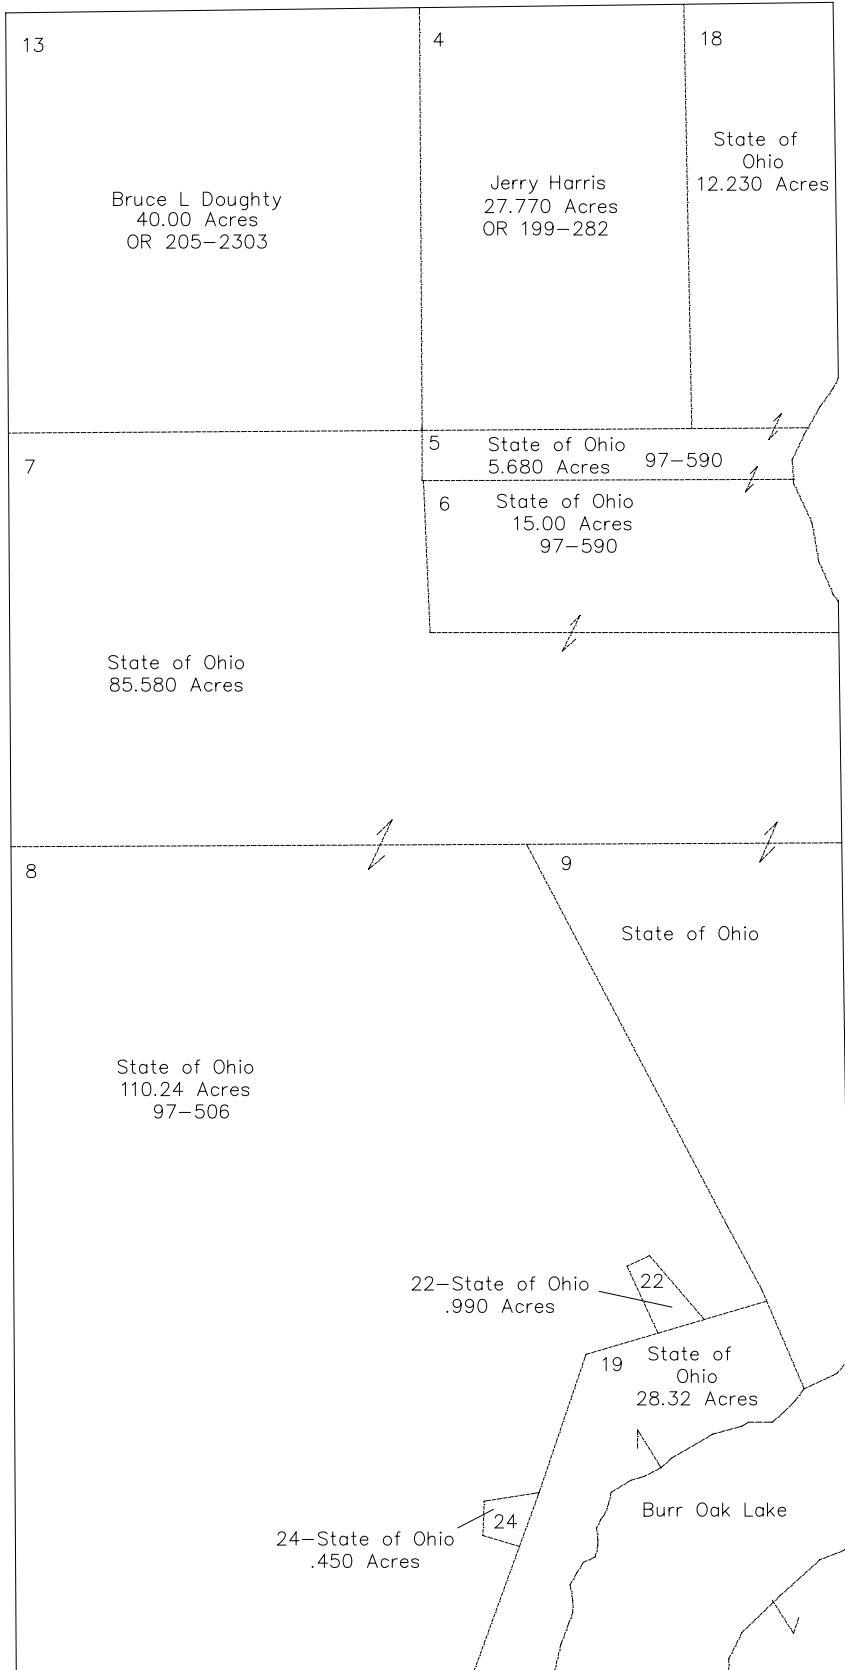 13
4
18
Bruce L Doughty
40.00 Acres
OR 205-2303
Jerry Harris
27.770 Acres
OR 199-282
State of
Ohio
12.230 Acres
5
State of Ohio
5.680 Acres
97-590
7
6
State of Ohio
15.00 Acres
97-590
State of Ohio
85.580 Acres
8
9
State of Ohio
State of Ohio
110.24 Acres
97-506
22-State of Ohio
.990 Acres
22
19
State of
Ohio
28.32 Acres
Burr Oak Lake
24
24-State of Ohio
.450 Acres